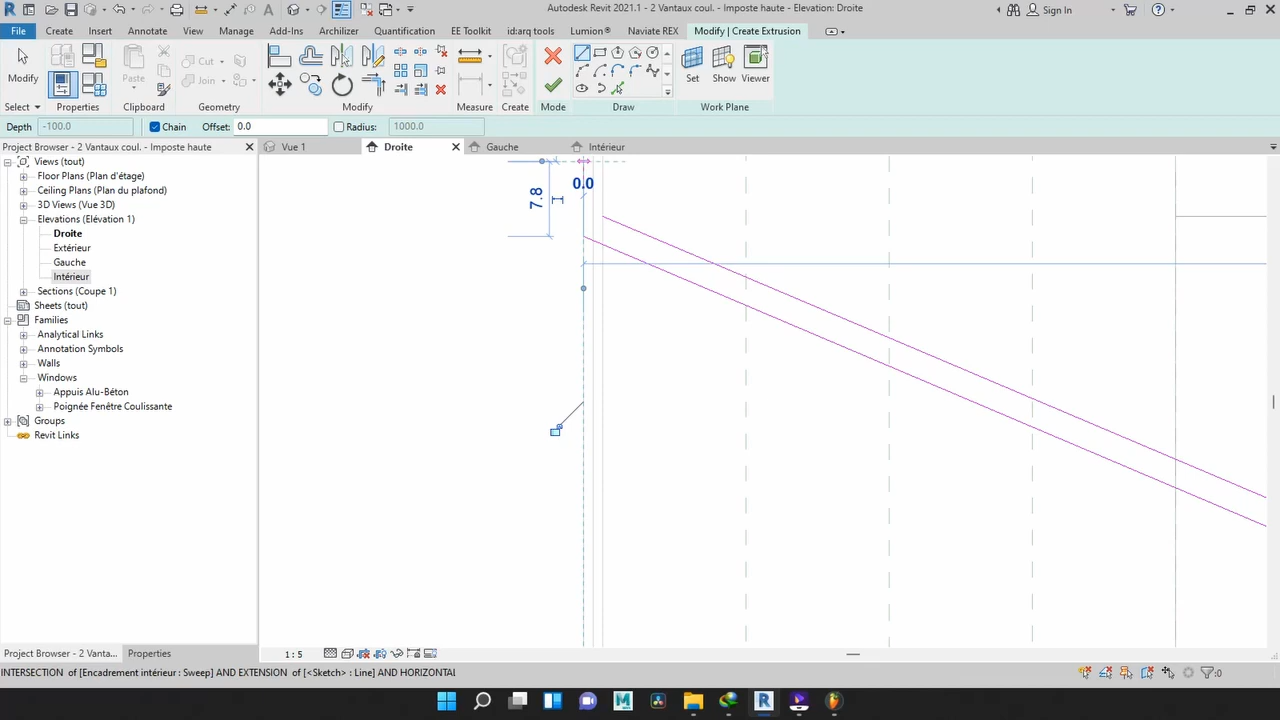 Autodesk Revit 2021.1 - 2 Vantaux coul. - Imposte haute - Elevation: Droite
Sign In
File Create Insert Annotate View Manage Add-Ins Archilizer Quantification EE Toolkit idarq Tools Lumion® Naviate REX Modify | Create Extrusion
Modify Paste Cut Join Set Show Viewer
Select Properties Clipboard Geometry Modify Measure Create Mode Draw Work Plane
Depth -100.0 Chain Offset: 0.0 Radius: 1000.0
Project Browser - 2 Vantaux coul. - Imposte haute
Vue 1 Droite Gauche Intérieur
Views (tout)
Floor Plans (Plan d'étage)
Ceiling Plans (Plan du plafond)
3D Views (Vue 3D)
Elevations (Elévation 1)
Droite
Extérieur
Gauche
Intérieur
Sections (Coupe 1)
Sheets (tout)
Families
Analytical Links
Annotation Symbols
Walls
Windows
Appuis Alu-Béton
Poignée Fenêtre Coulissante
Groups
Revit Links
0.0
7.8
Project Browser - 2 Vanta... Properties
1 : 5
INTERSECTION of [Encadrement intérieur : Sweep] AND EXTENSION of [<Sketch> : Line] AND HORIZONTAL
:0